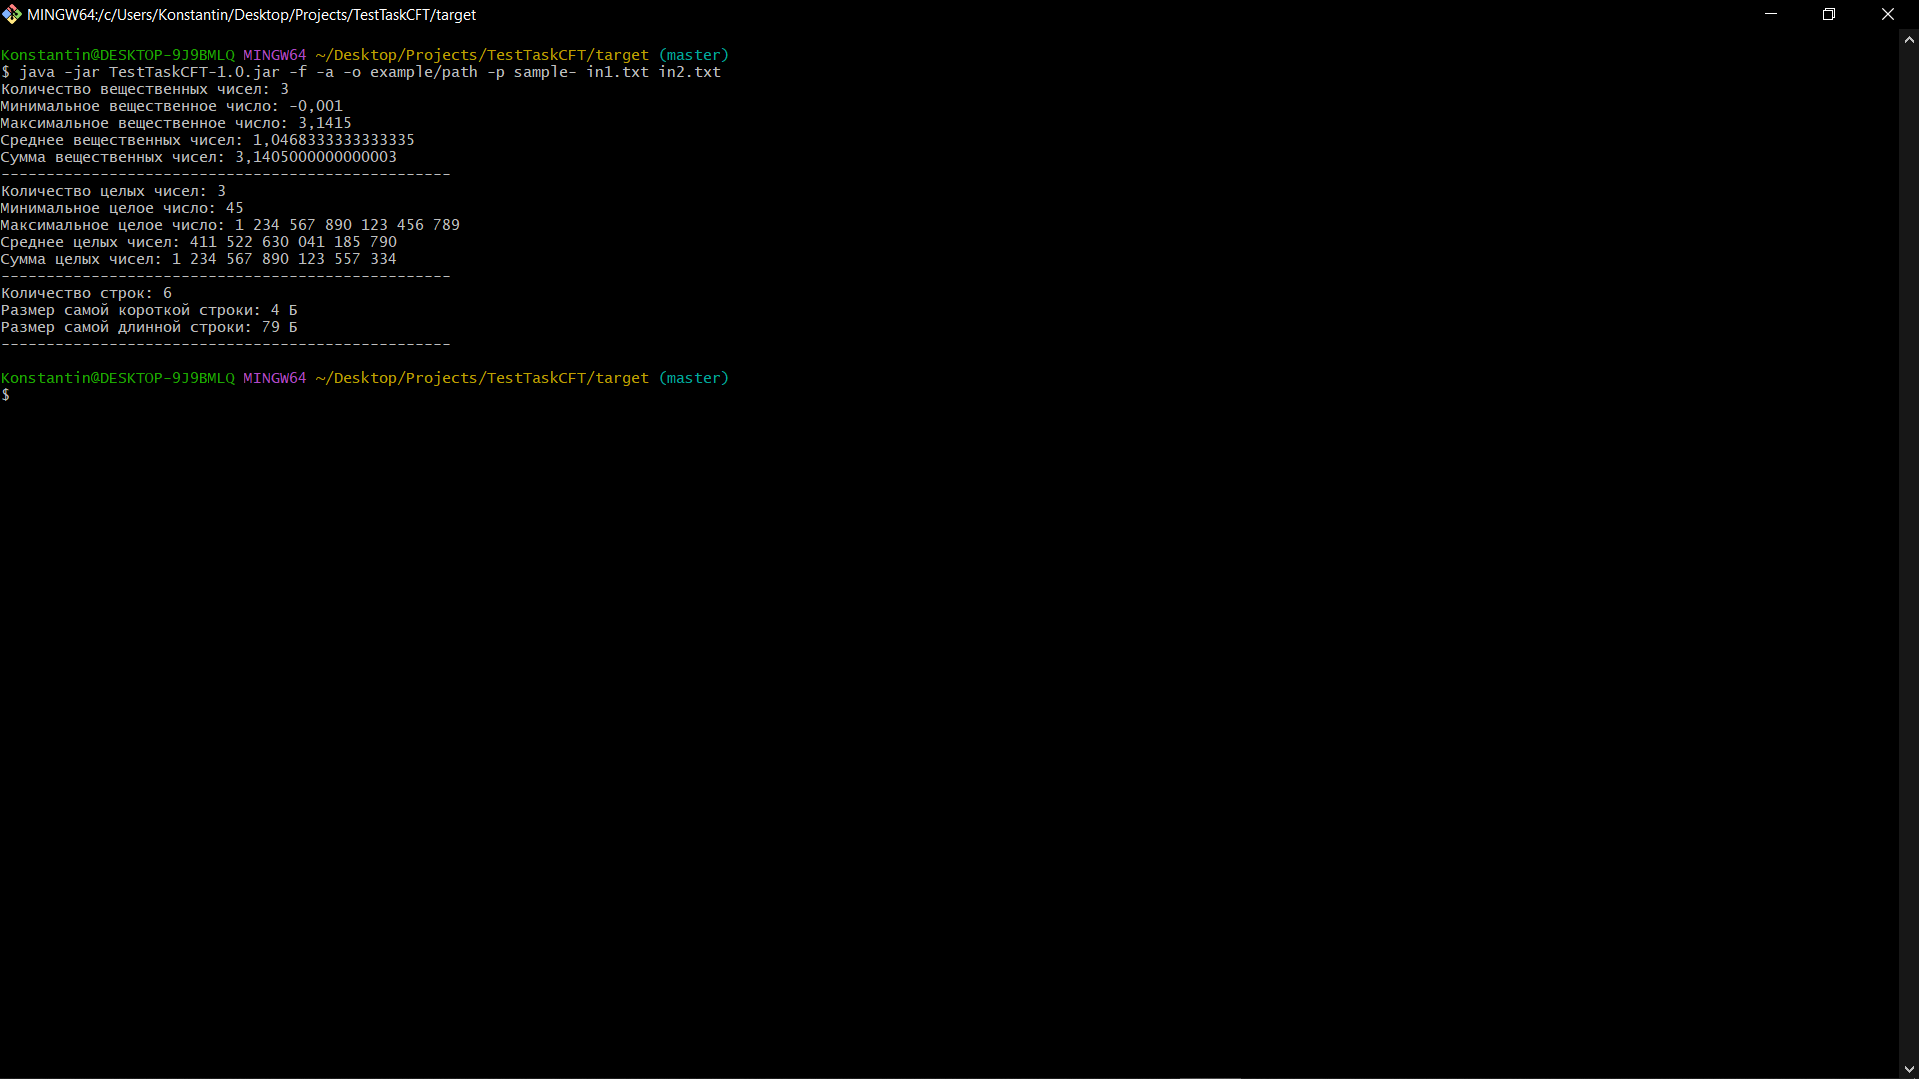 MINGW64:/c/Users/Konstantin/Desktop/Projects/TestTaskCFT/target
Konstantin@DESKTOP-9J9BMLQ MINGW64 ~/Desktop/Projects/TestTaskCFT/target (master)
$ java -jar TestTaskCFT-1.0.jar -f -a -o example/path -p sample- in1.txt in2.txt
Количество вещественных чисел: 3
Минимальное вещественное число: -0,001
Максимальное вещественное число: 3,1415
Среднее вещественных чисел: 1,0468333333333335
Сумма вещественных чисел: 3,1405000000000003
--------------------------------------------------
Количество целых чисел: 3
Минимальное целое число: 45
Максимальное целое число: 1 234 567 890 123 456 789
Среднее целых чисел: 411 522 630 041 185 790
Сумма целых чисел: 1 234 567 890 123 557 334
--------------------------------------------------
Количество строк: 6
Размер самой короткой строки: 4 Б
Размер самой длинной строки: 79 Б
--------------------------------------------------
Konstantin@DESKTOP-9J9BMLQ MINGW64 ~/Desktop/Projects/TestTaskCFT/target (master)
$